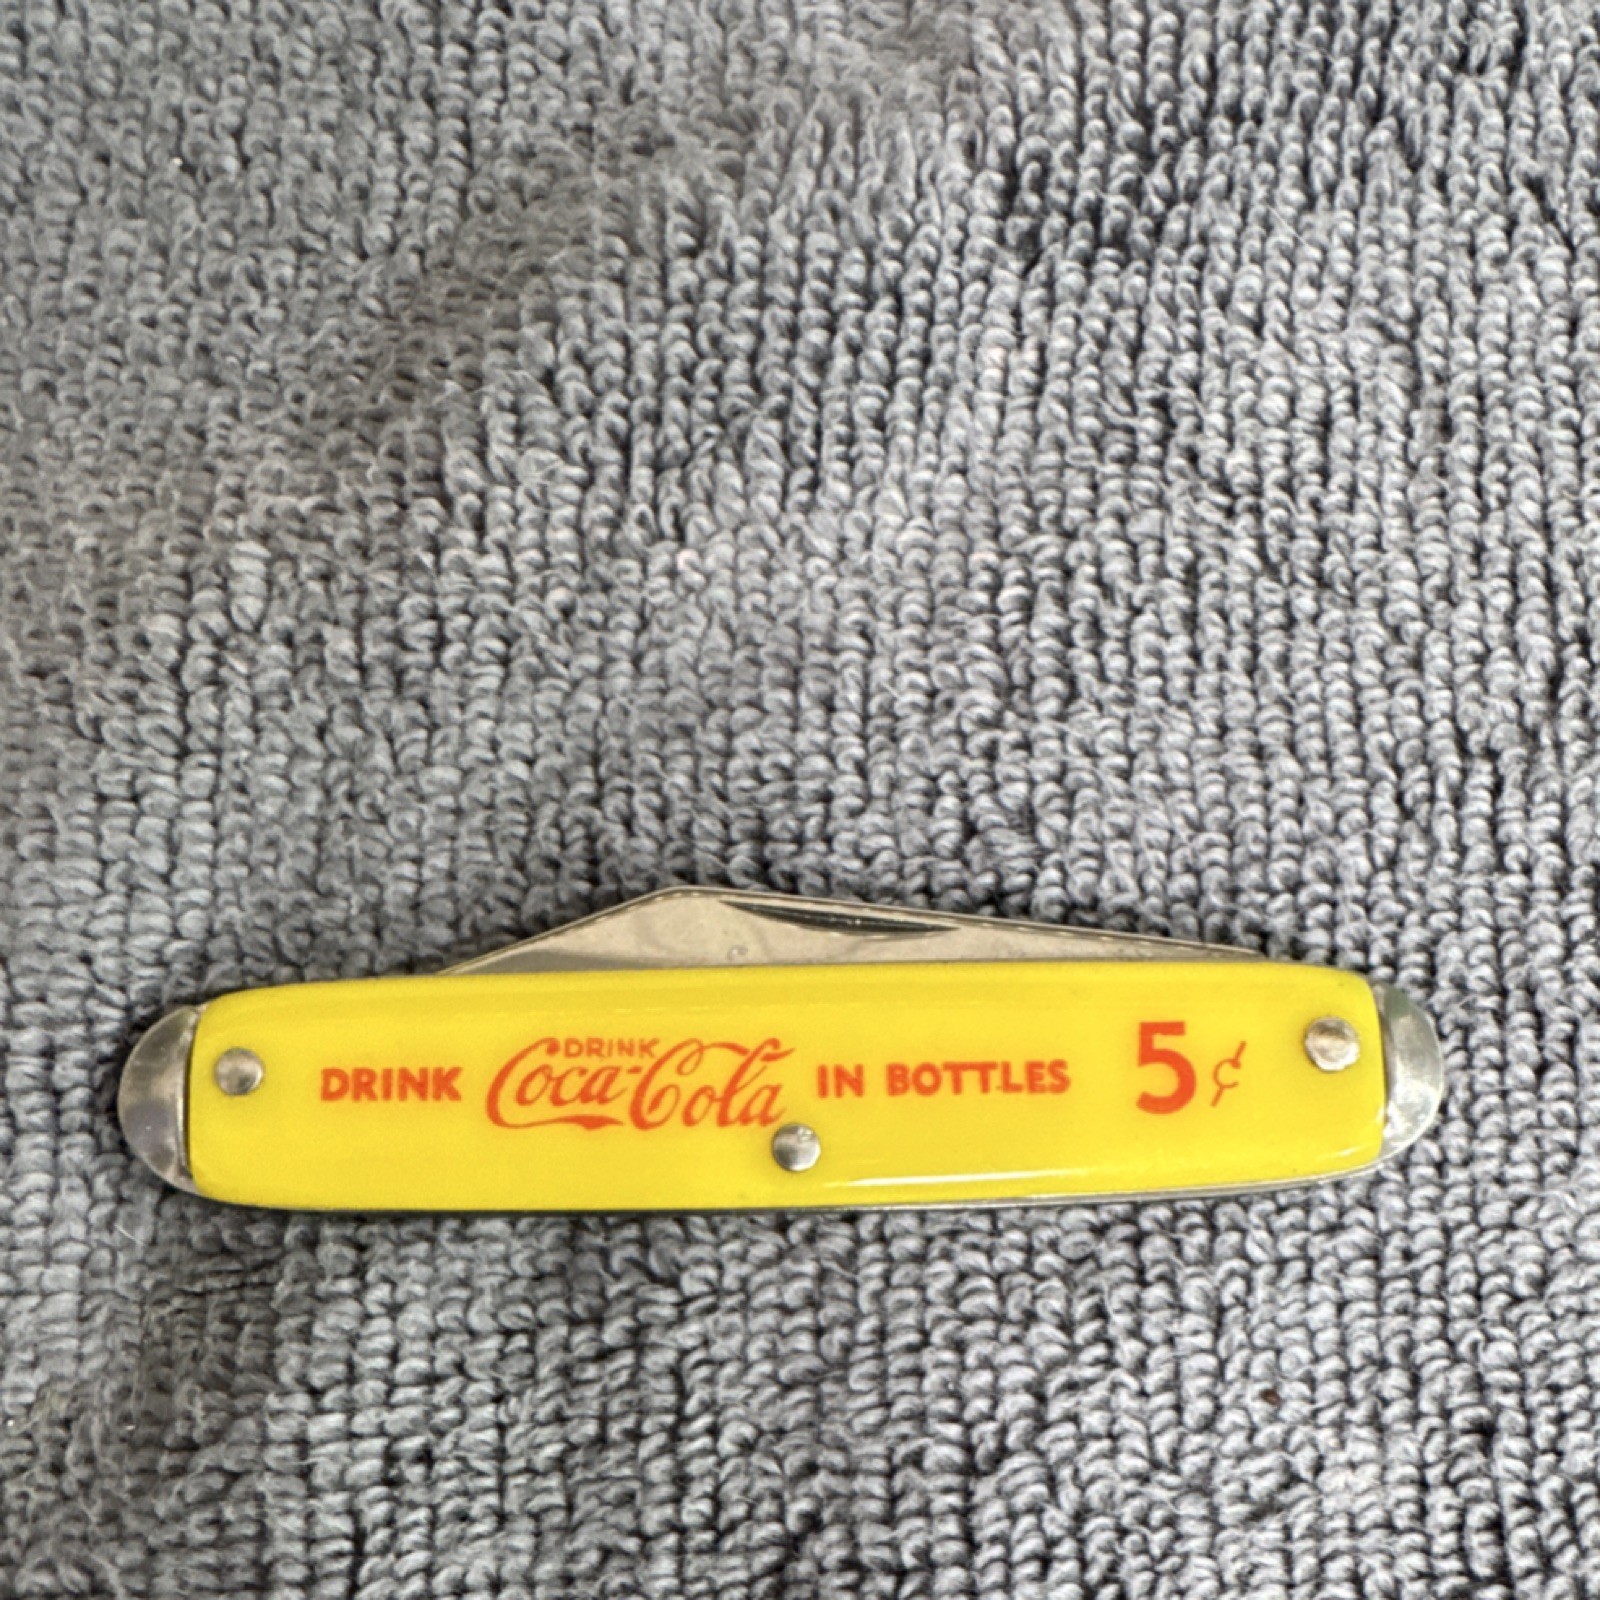 DRINK DRINK Coca-Cola IN BOTTLES 5¢